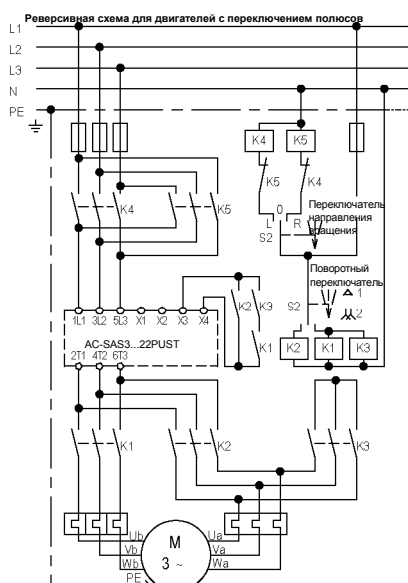 Реверсивная схема для двигателей с переключением полюсов
L1
L2
L3
N
PE
K4 K5
K5 K4
K4 K5
L 0 R
S2
Переключатель
направления
вращения
Поворотный
переключатель
S2
1
2
1L1 3L2 5L3 X1 X2 X3 X4
K2 K3
K1
AC-SAS3...22PUST
2T1 4T2 6T3
K2 K1 K3
K1 K2 K3
Ub Ua
Vb Va
Wb Wa
M
3 ~
PE